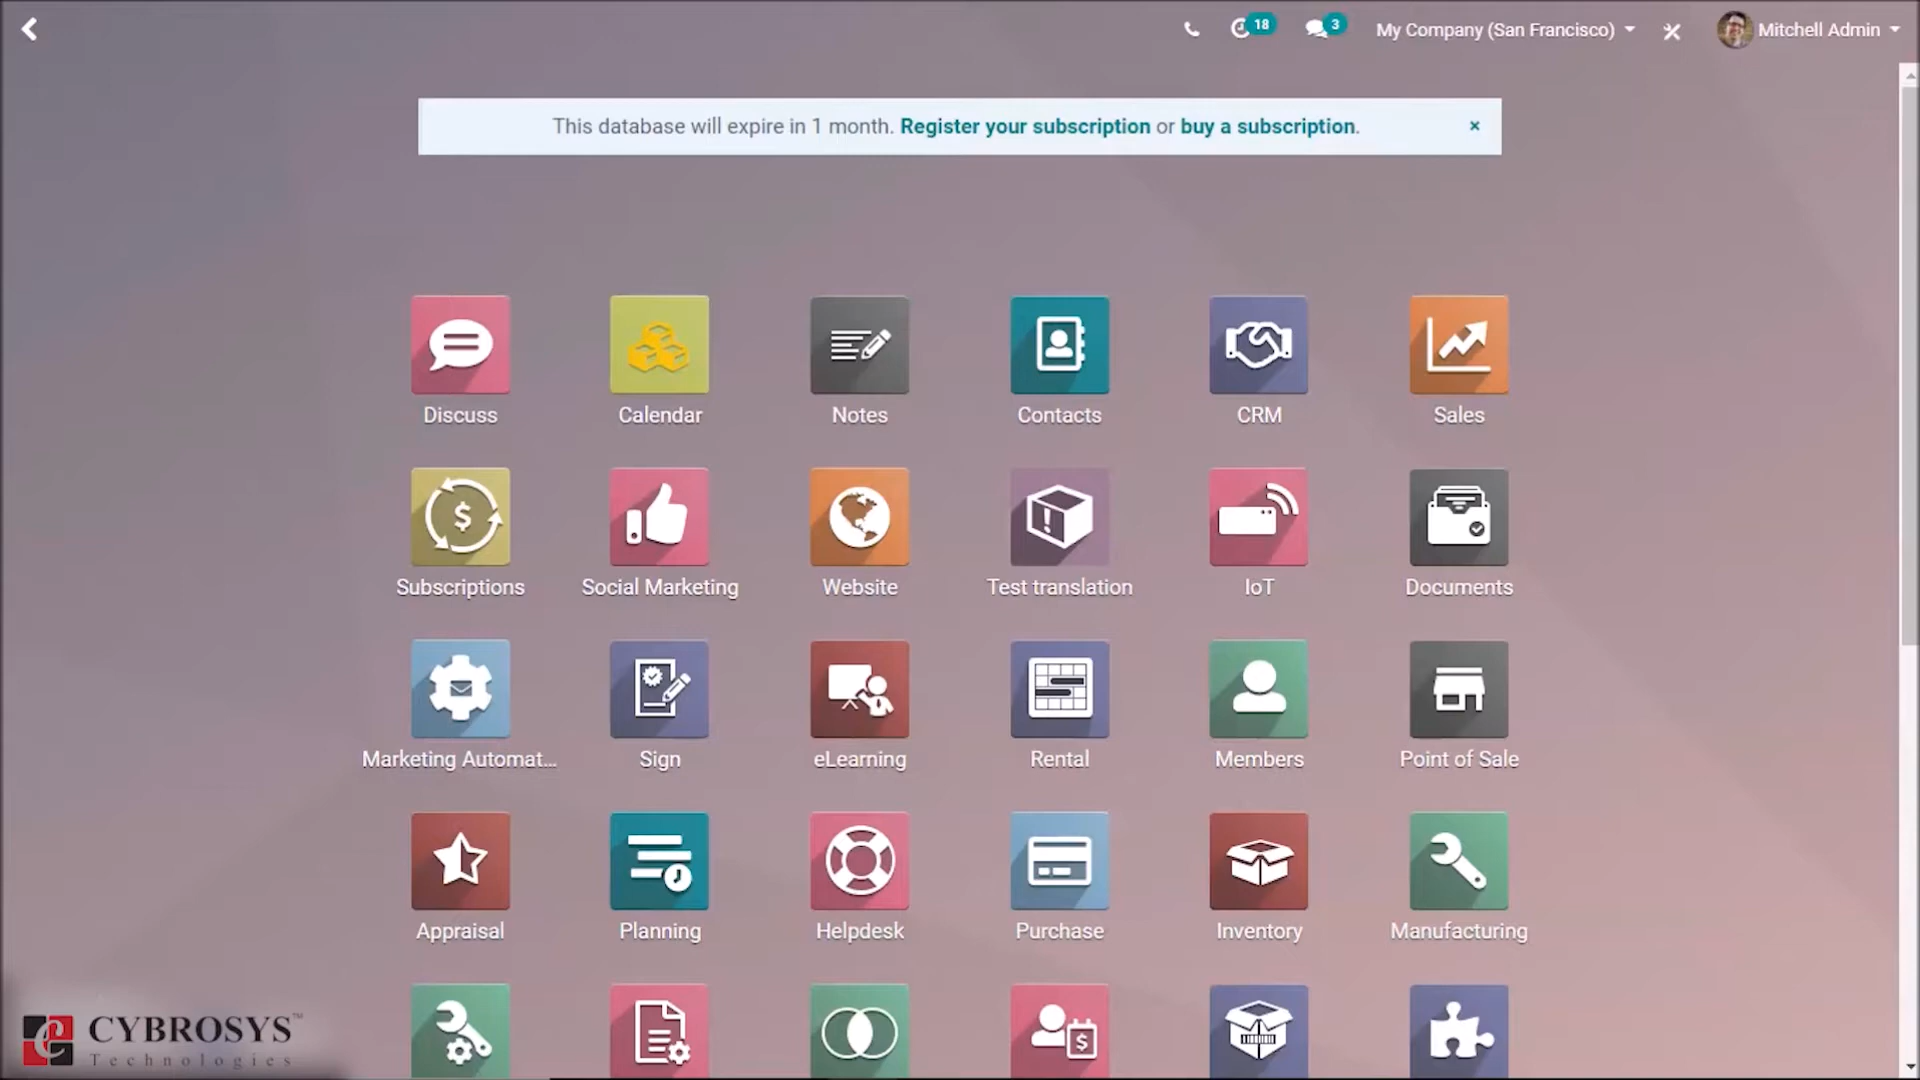 18
3
My Company (San Francisco)
Mitchell Admin
This database will expire in 1 month. Register your subscription or buy a subscription.
×
Discuss
Calendar
Notes
Contacts
CRM
Sales
Subscriptions
Social Marketing
Website
Test translation
IoT
Documents
Marketing Automat...
Sign
eLearning
Rental
Members
Point of Sale
Appraisal
Planning
Helpdesk
Purchase
Inventory
Manufacturing
CYBROSYS™
Technologies